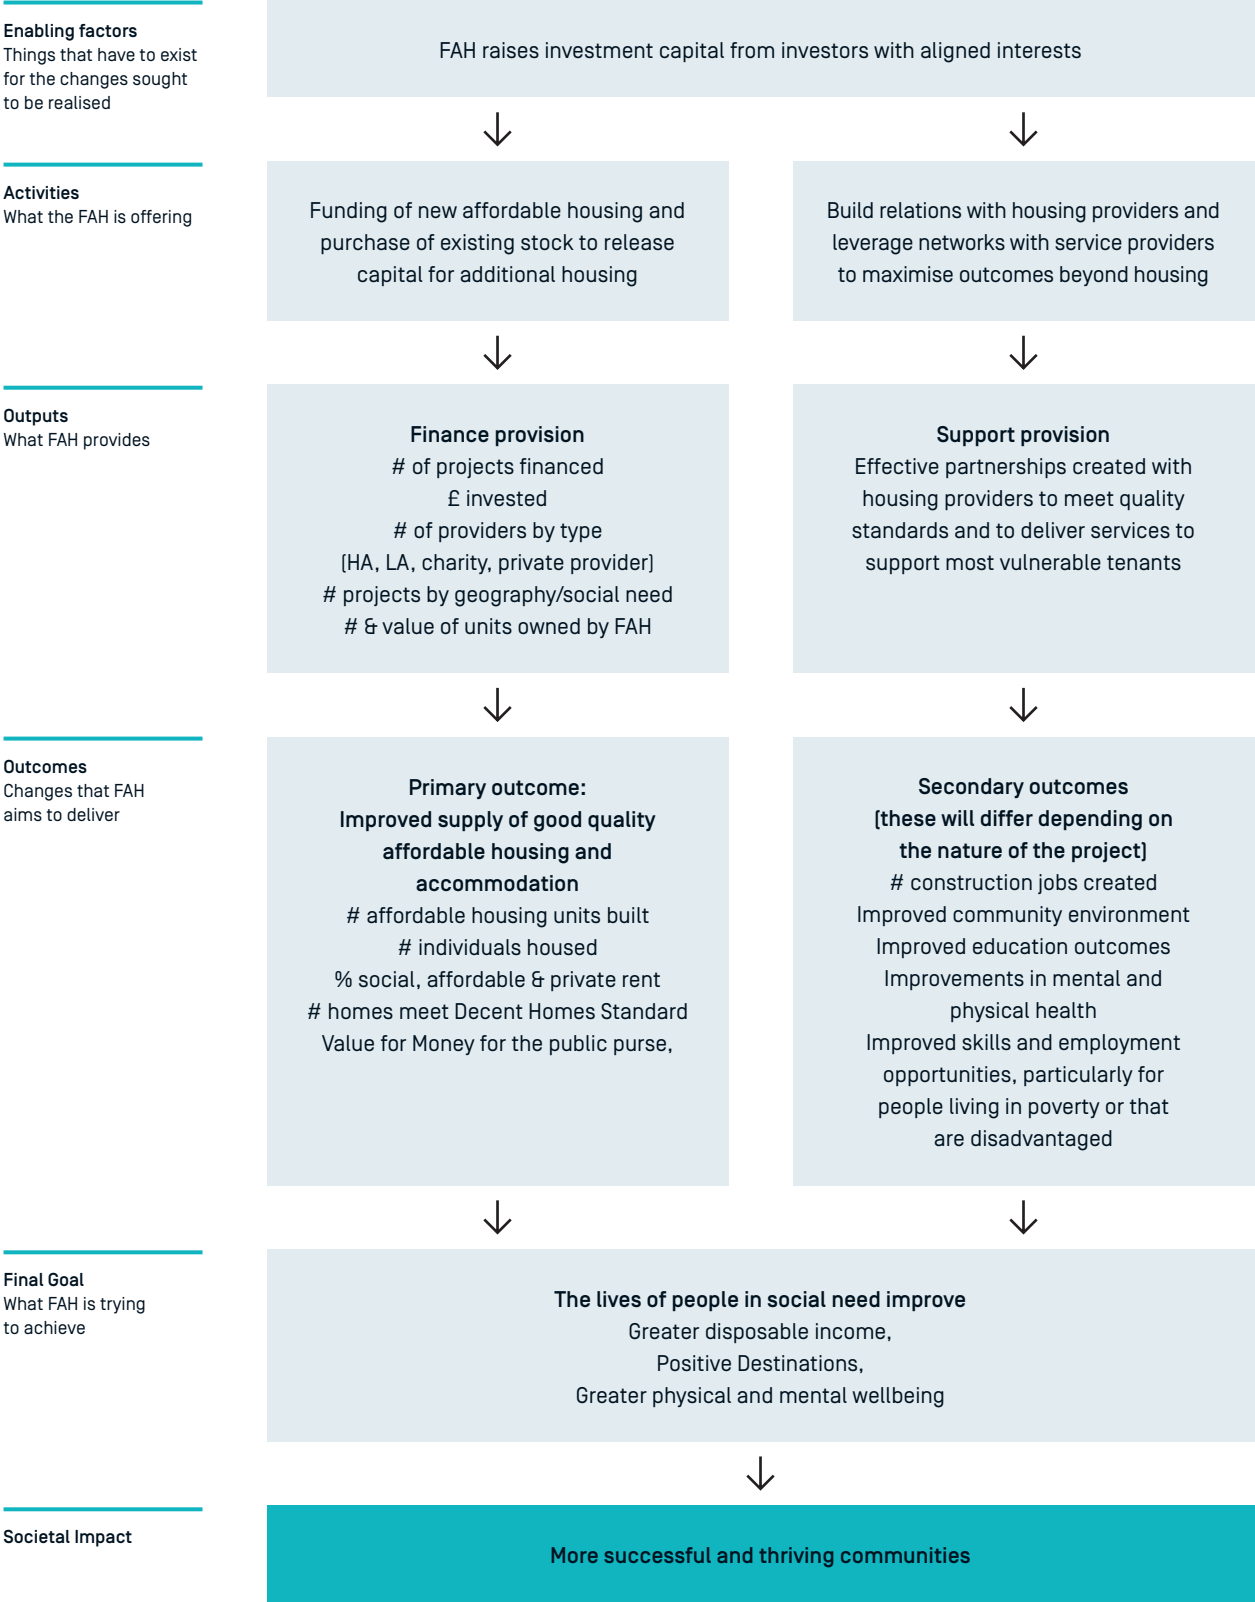 Enabling factors
Things that have to exist
for the changes sought
to be realised
FAH raises investment capital from investors with aligned interests
Activities
What the FAH is offering
Funding of new affordable housing and
purchase of existing stock to release
capital for additional housing
Build relations with housing providers and
leverage networks with service providers
to maximise outcomes beyond housing
Outputs
What FAH provides
Finance provision
# of projects financed
£ invested
# of providers by type
(HA, LA, charity, private provider)
# projects by geography/social need
# & value of units owned by FAH
Support provision
Effective partnerships created with
housing providers to meet quality
standards and to deliver services to
support most vulnerable tenants
Outcomes
Changes that FAH
aims to deliver
Primary outcome:
Improved supply of good quality
affordable housing and
accommodation
# affordable housing units built
# individuals housed
% social, affordable & private rent
# homes meet Decent Homes Standard
Value for Money for the public purse,
Secondary outcomes
(these will differ depending on
the nature of the project)
# construction jobs created
Improved community environment
Improved education outcomes
Improvements in mental and
physical health
Improved skills and employment
opportunities, particularly for
people living in poverty or that
are disadvantaged
Final Goal
What FAH is trying
to achieve
The lives of people in social need improve
Greater disposable income,
Positive Destinations,
Greater physical and mental wellbeing
Societal Impact
More successful and thriving communities